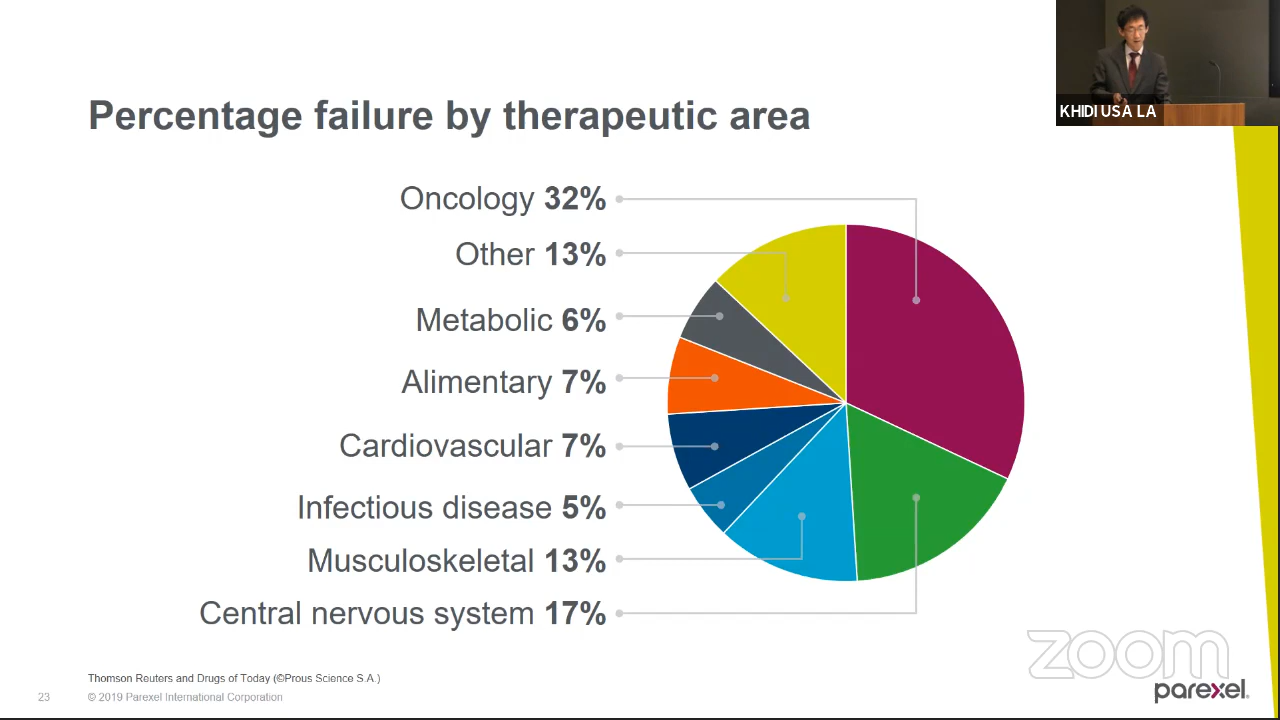 KHIDI USA LA
Percentage failure by therapeutic area
Oncology 32%
Other 13%
Metabolic 6%
Alimentary 7%
Cardiovascular 7%
Infectious disease 5%
Musculoskeletal 13%
Central nervous system 17%
zoom
Thomson Reuters and Drugs of Today (©Prous Science S.A.)
23 © 2019 Parexel International Corporation
parexel.